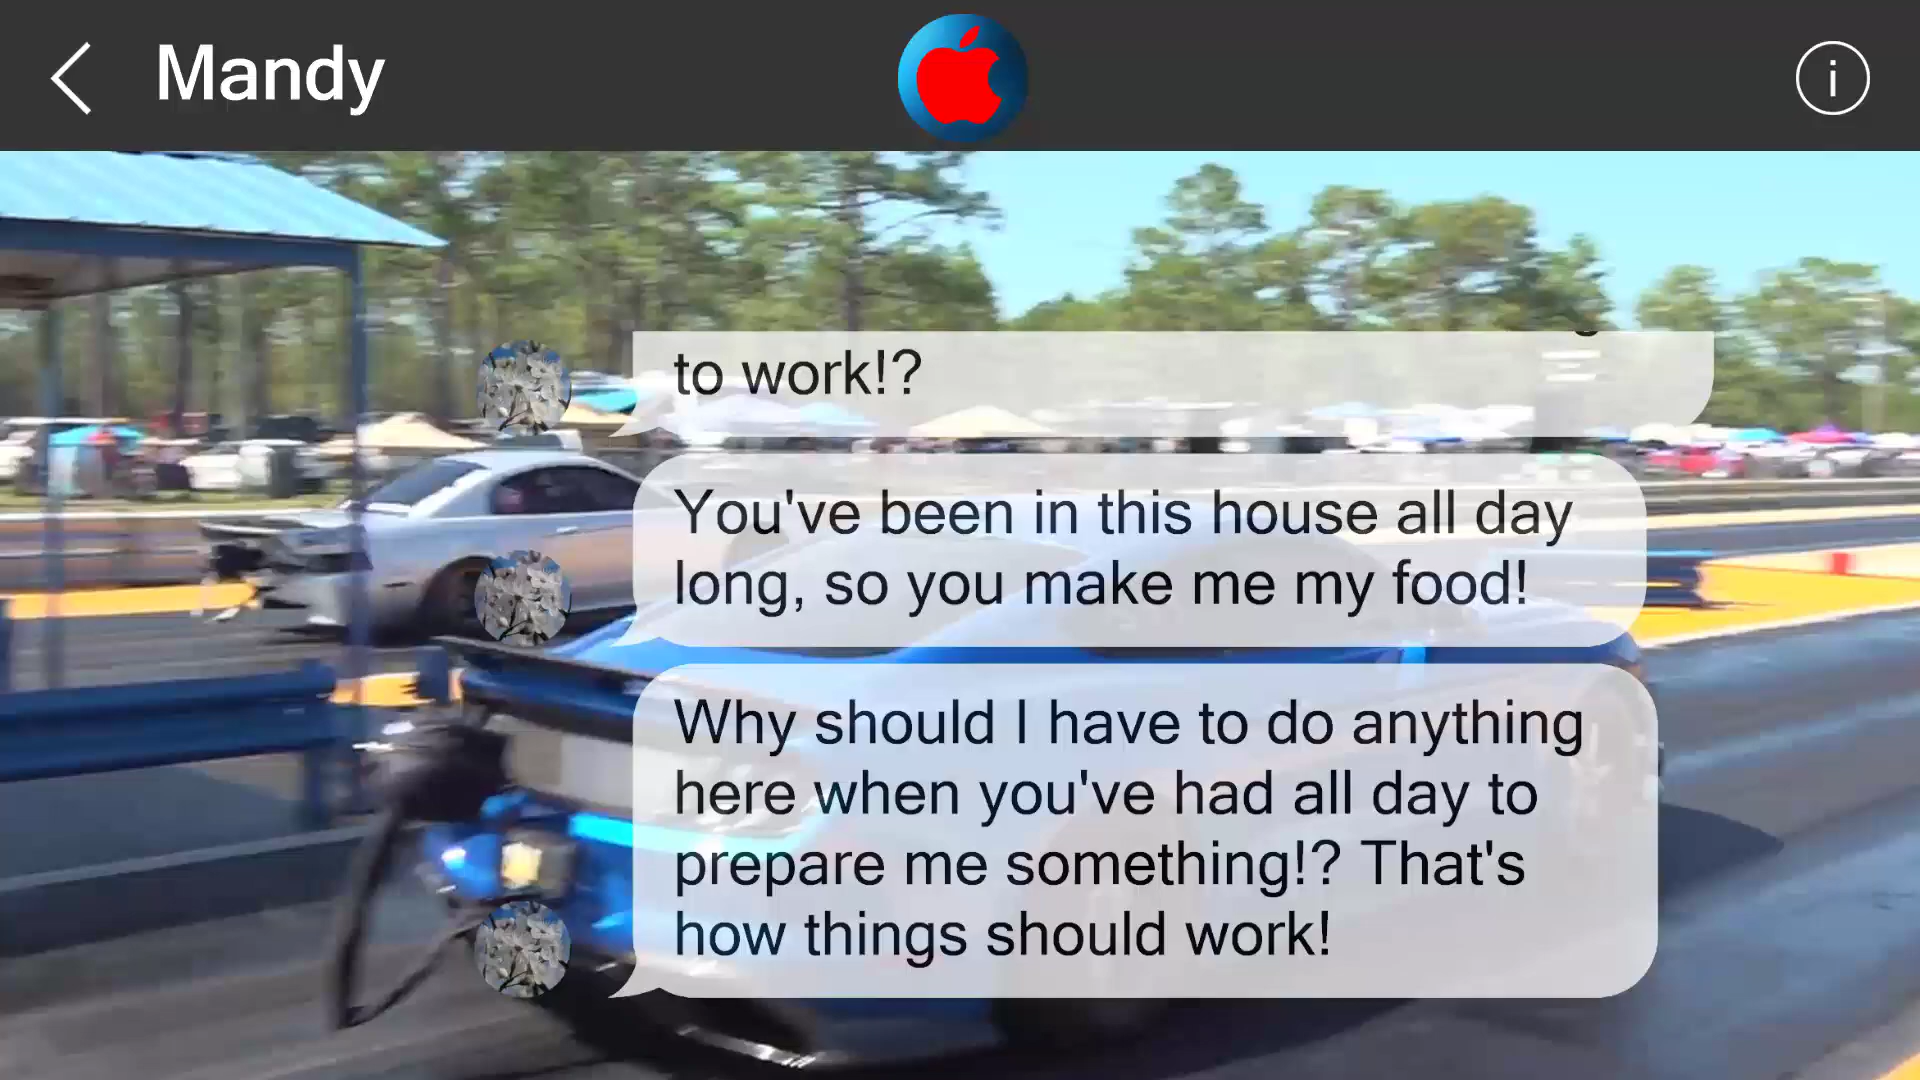 Mandy
to work!?
You've been in this house all day
long, so you make me my food!
Why should I have to do anything
here when you've had all day to
prepare me something!? That's
how things should work!